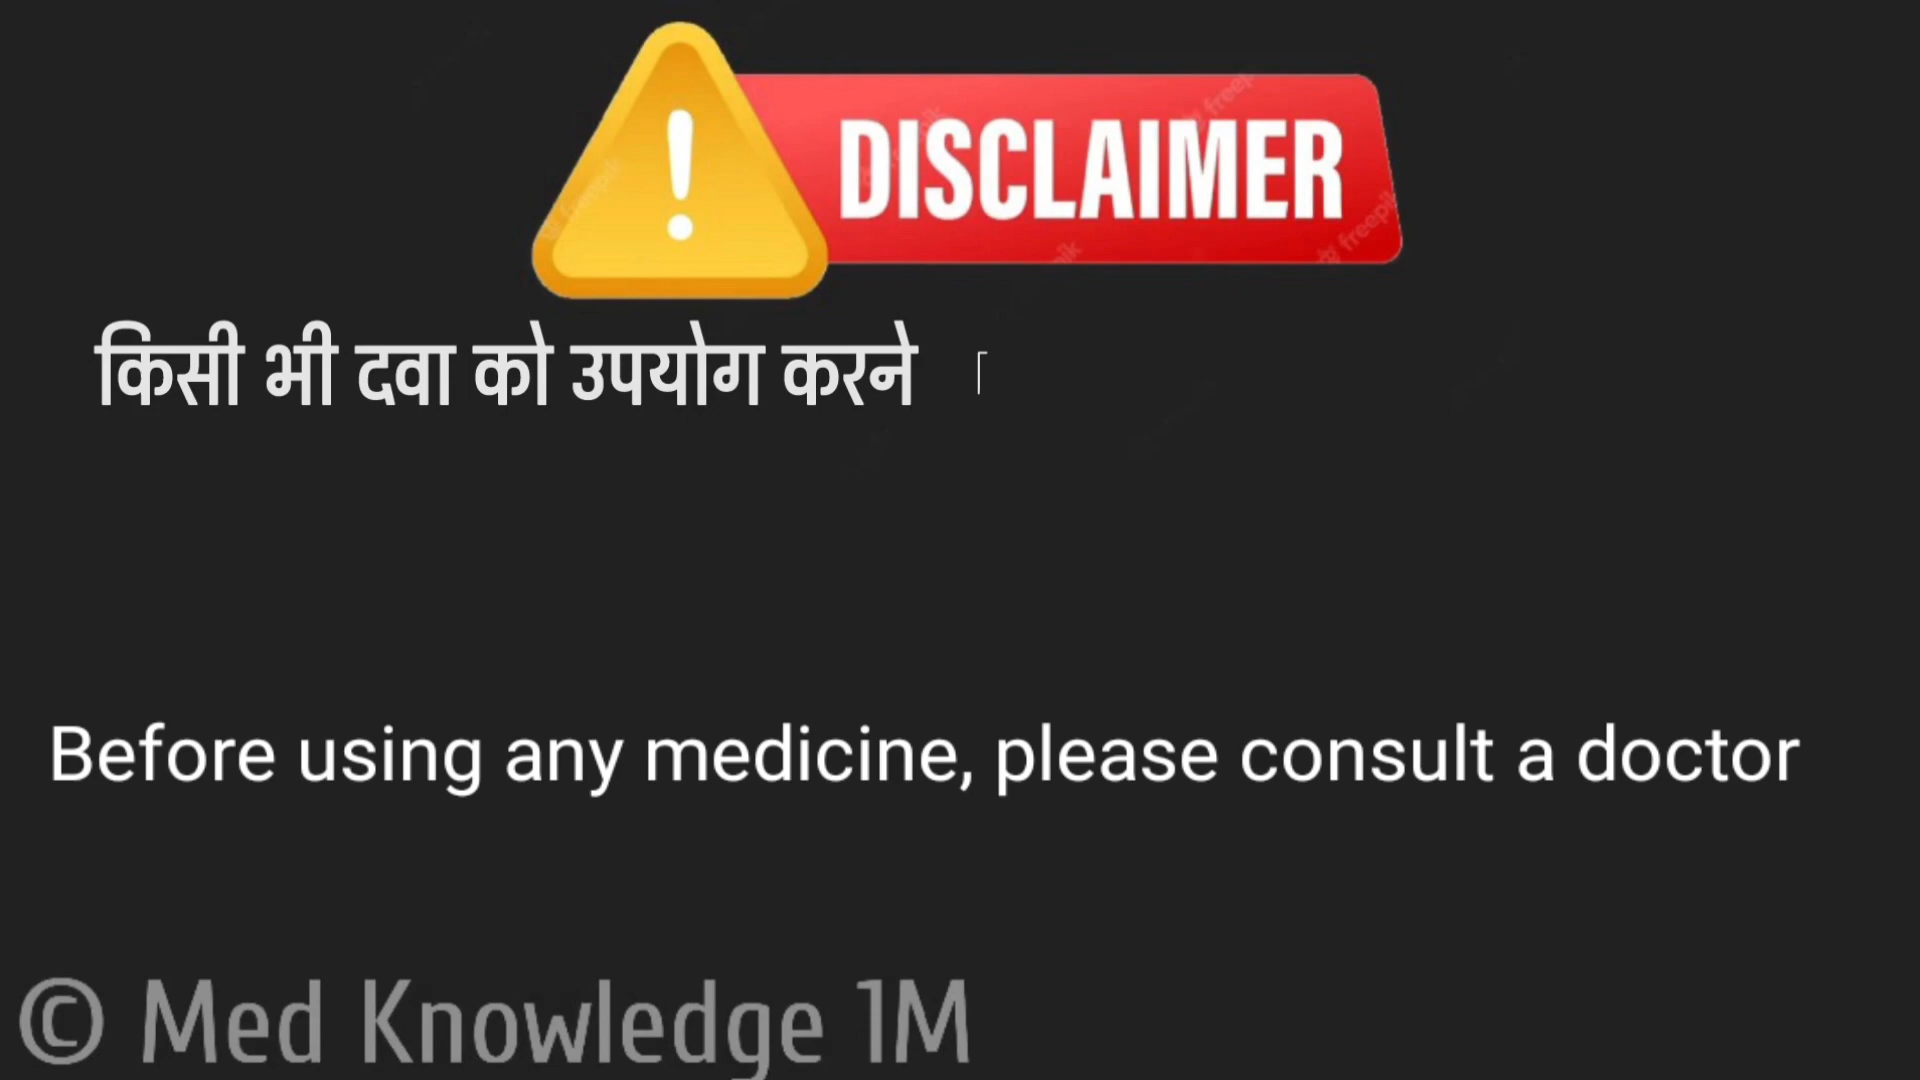 DISCLAIMER
किसी भी दवा को उपयोग करने
Before using any medicine, please consult a doctor
© Med Knowledge 1M